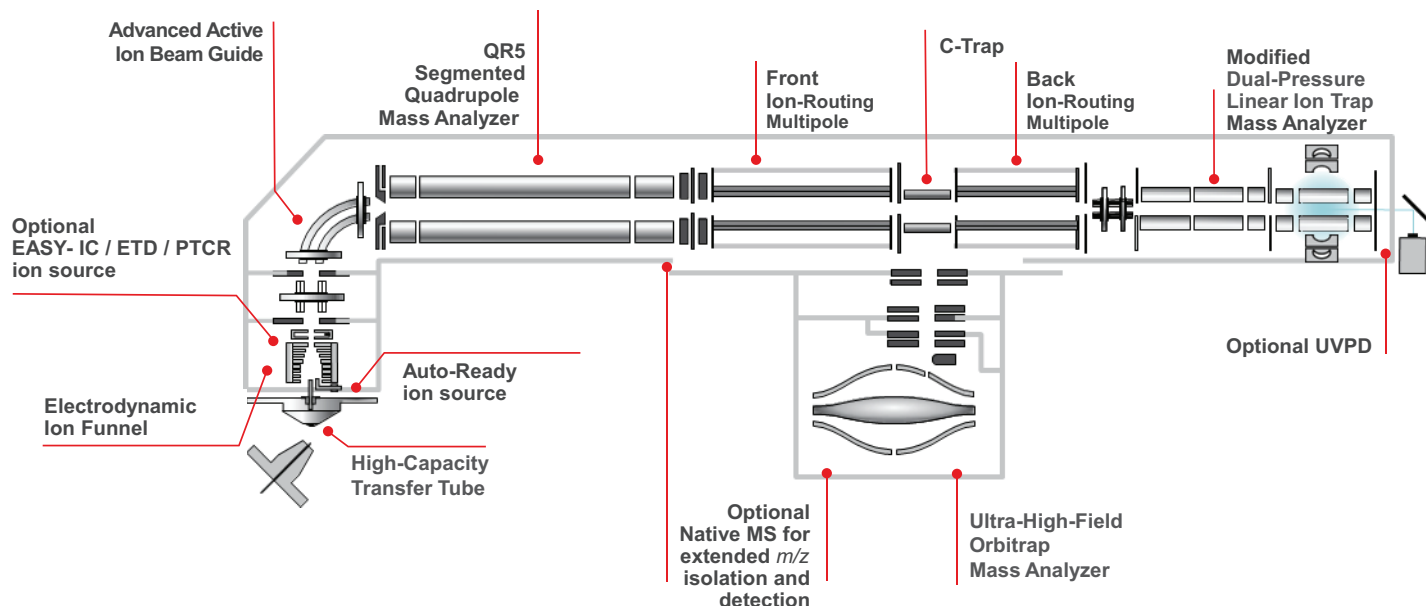 Advanced Active
Ion Beam Guide
QR5
Segmented
Quadrupole
Mass Analyzer
Front
Ion-Routing
Multipole
C-Trap
Back
Ion-Routing
Multipole
Modified
Dual-Pressure
Linear Ion Trap
Mass Analyzer
Optional
EASY- IC / ETD / PTCR
ion source
Electrodynamic
Ion Funnel
Auto-Ready
ion source
High-Capacity
Transfer Tube
Optional
Native MS for
extended m/z
isolation and
detection
Ultra-High-Field
Orbitrap
Mass Analyzer
Optional UVPD